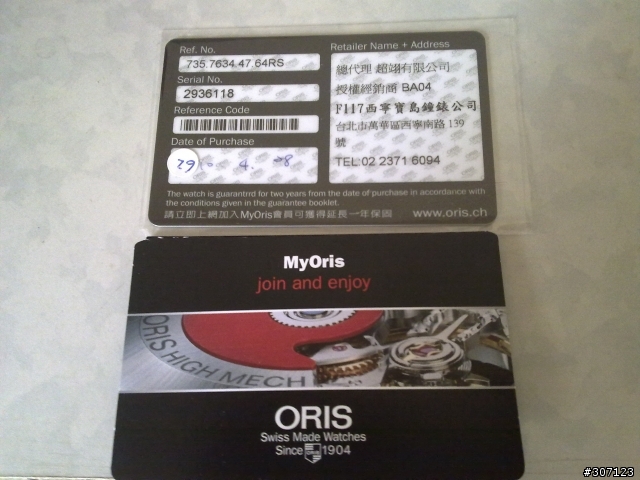 Ref. No.
735.7634 47.64RS
Serial No.
2936118
Reference Code
Date of Purchase
29 4. 08
The watch is guarantrd for two years from the date of purchase in accordance with
the conditions given in the guarantee booklet.
請立即上網加入MyOris會員可獲得延長一年保固
Retailer Name + Address
總代理 超翊有限公司
授權經銷商 BA04
F117西寧寶島鐘錶公司
台北市萬華區西寧南路 139
號
TEL:02 2371 6094
www.oris.ch
MyOris
join and enjoy
ORIS HIGH MECH
ORIS
Swiss Made Watches
Since 1904
#307123